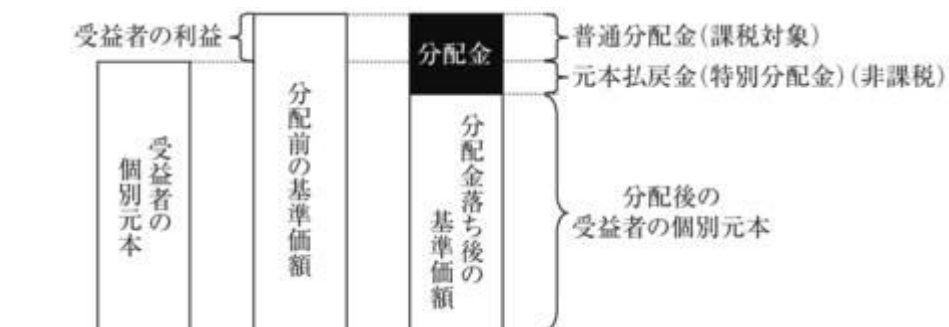 受益者の利益
分配金
普通分配金(課税対象)
元本払戻金(特別分配金)(非課税)
受益者の
個別元本
分配前の基準価額
分配金落ち後の
基準価額
分配後の
受益者の個別元本